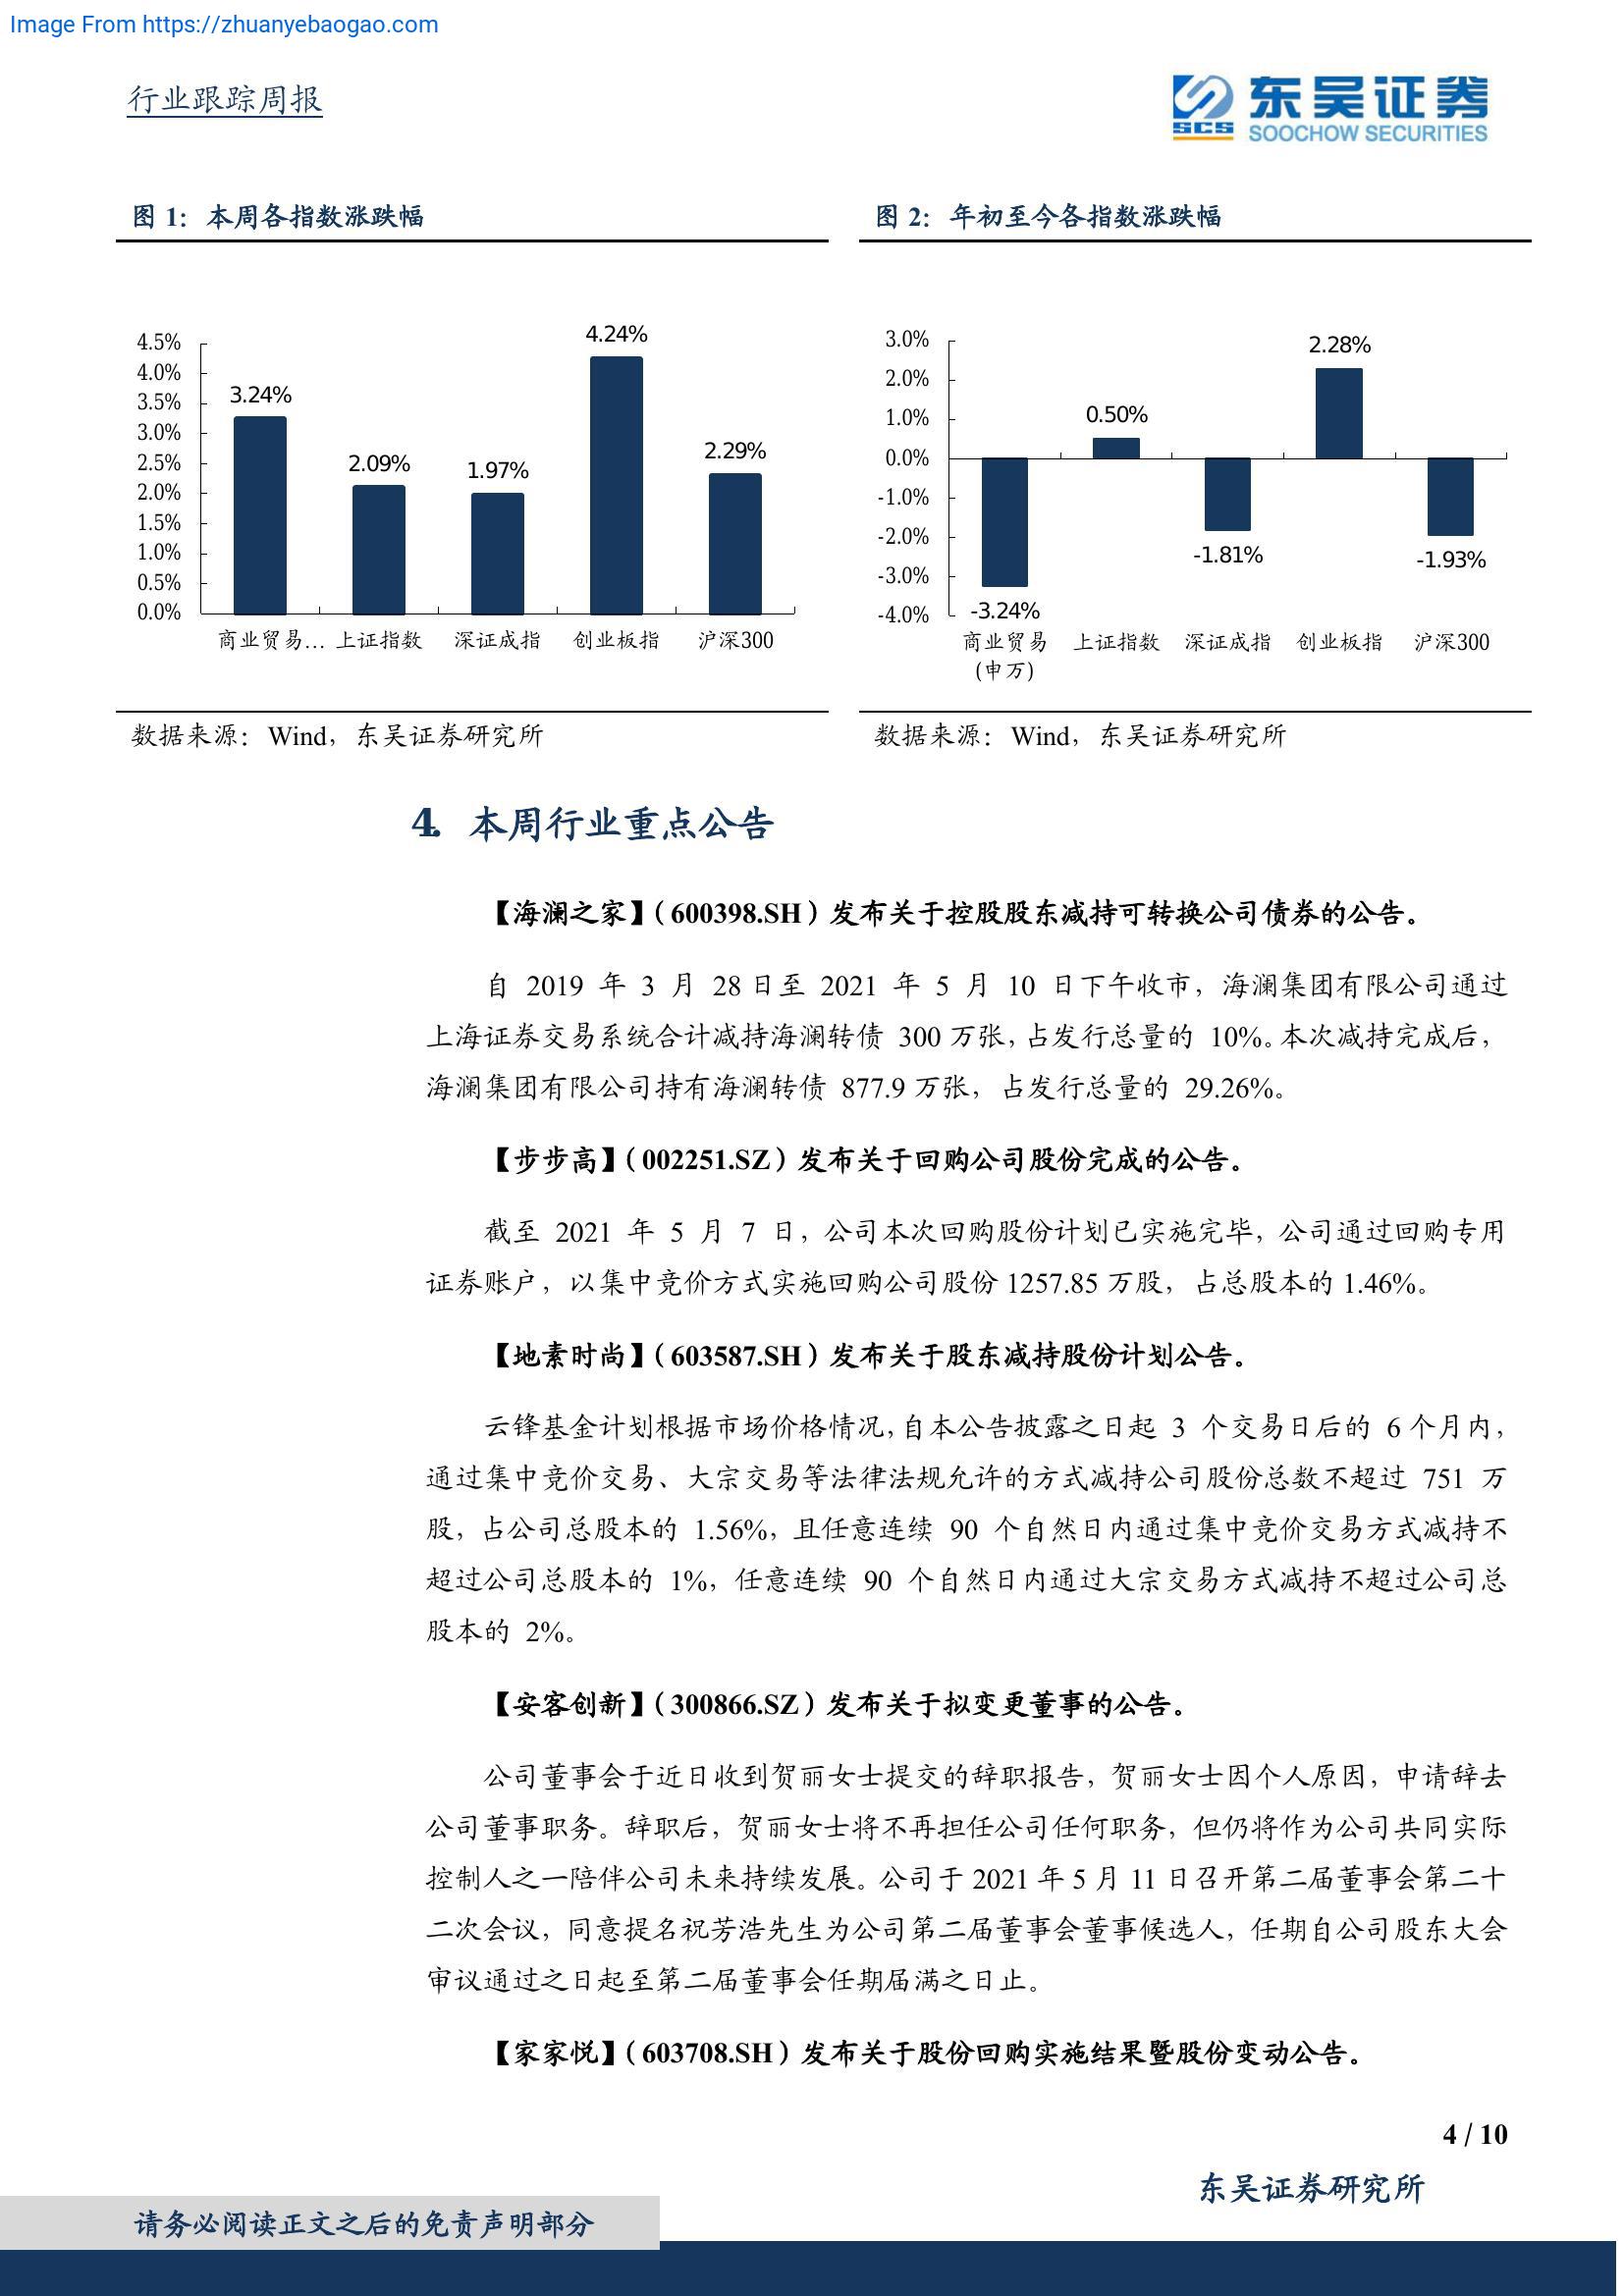 Image From https://zhuanyebaogao.com
行业跟踪周报
SCS
东吴证券
SOOCHOW SECURITIES
图 1：本周各指数涨跌幅
4.5%
4.0%
3.5%
3.0%
2.5%
2.0%
1.5%
1.0%
0.5%
0.0%
3.24%
2.09%
1.97%
4.24%
2.29%
商业贸易… 上证指数 深证成指 创业板指 沪深300
数据来源：Wind，东吴证券研究所
图 2：年初至今各指数涨跌幅
3.0%
2.0%
1.0%
0.0%
-1.0%
-2.0%
-3.0%
-4.0%
-3.24%
0.50%
-1.81%
2.28%
-1.93%
商业贸易 上证指数 深证成指 创业板指 沪深300
(申万)
数据来源：Wind，东吴证券研究所
4. 本周行业重点公告
【海澜之家】（600398.SH）发布关于控股股东减持可转换公司债券的公告。
自 2019 年 3 月 28 日至 2021 年 5 月 10 日下午收市，海澜集团有限公司通过
上海证券交易系统合计减持海澜转债 300 万张，占发行总量的 10%。本次减持完成后，
海澜集团有限公司持有海澜转债 877.9 万张，占发行总量的 29.26%。
【步步高】（002251.SZ）发布关于回购公司股份完成的公告。
截至 2021 年 5 月 7 日，公司本次回购股份计划已实施完毕，公司通过回购专用
证券账户，以集中竞价方式实施回购公司股份 1257.85 万股，占总股本的 1.46%。
【地素时尚】（603587.SH）发布关于股东减持股份计划公告。
云锋基金计划根据市场价格情况，自本公告披露之日起 3 个交易日后的 6 个月内，
通过集中竞价交易、大宗交易等法律法规允许的方式减持公司股份总数不超过 751 万
股，占公司总股本的 1.56%，且任意连续 90 个自然日内通过集中竞价交易方式减持不
超过公司总股本的 1%，任意连续 90 个自然日内通过大宗交易方式减持不超过公司总
股本的 2%。
【安客创新】（300866.SZ）发布关于拟变更董事的公告。
公司董事会于近日收到贺丽女士提交的辞职报告，贺丽女士因个人原因，申请辞去
公司董事职务。辞职后，贺丽女士将不再担任公司任何职务，但仍将作为公司共同实际
控制人之一陪伴公司未来持续发展。公司于 2021 年 5 月 11 日召开第二届董事会第二十
二次会议，同意提名祝芳浩先生为公司第二届董事会董事候选人，任期自公司股东大会
审议通过之日起至第二届董事会任期届满之日止。
【家家悦】（603708.SH）发布关于股份回购实施结果暨股份变动公告。
4 / 10
东吴证券研究所
请务必阅读正文之后的免责声明部分